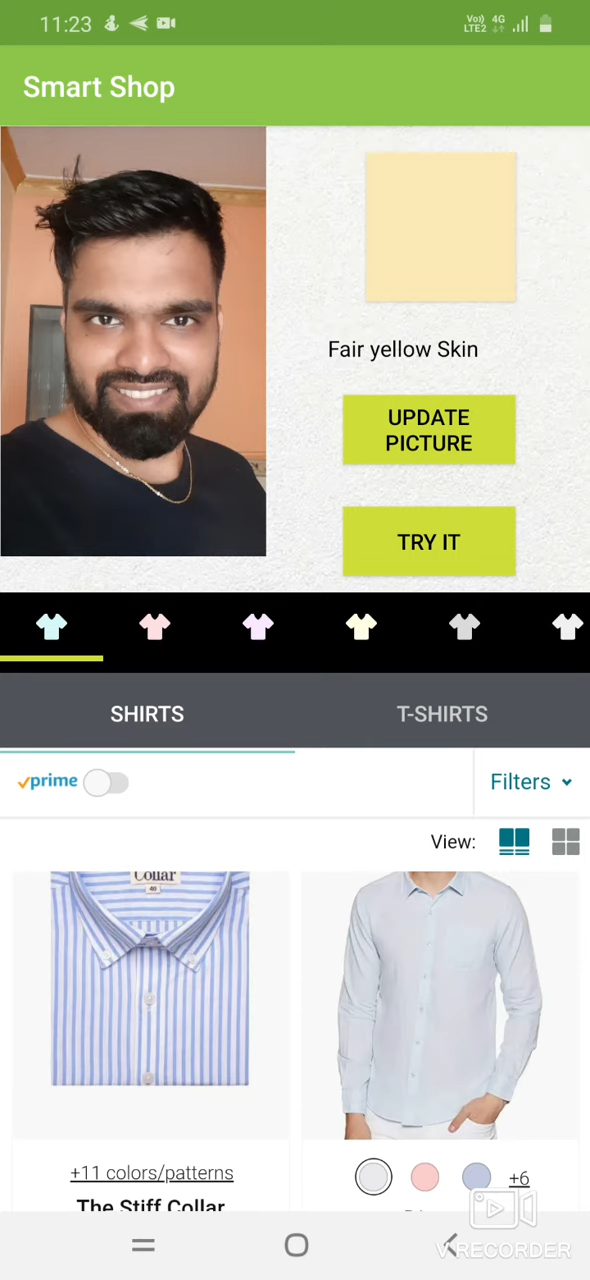 11:23
Vo)) 4G
LTE2
Smart Shop
Fair yellow Skin
UPDATE
PICTURE
TRY IT
SHIRTS
T-SHIRTS
prime
Filters
View:
Collar
40
+11 colors/patterns
+6
The Stiff Collar
V RECORDER